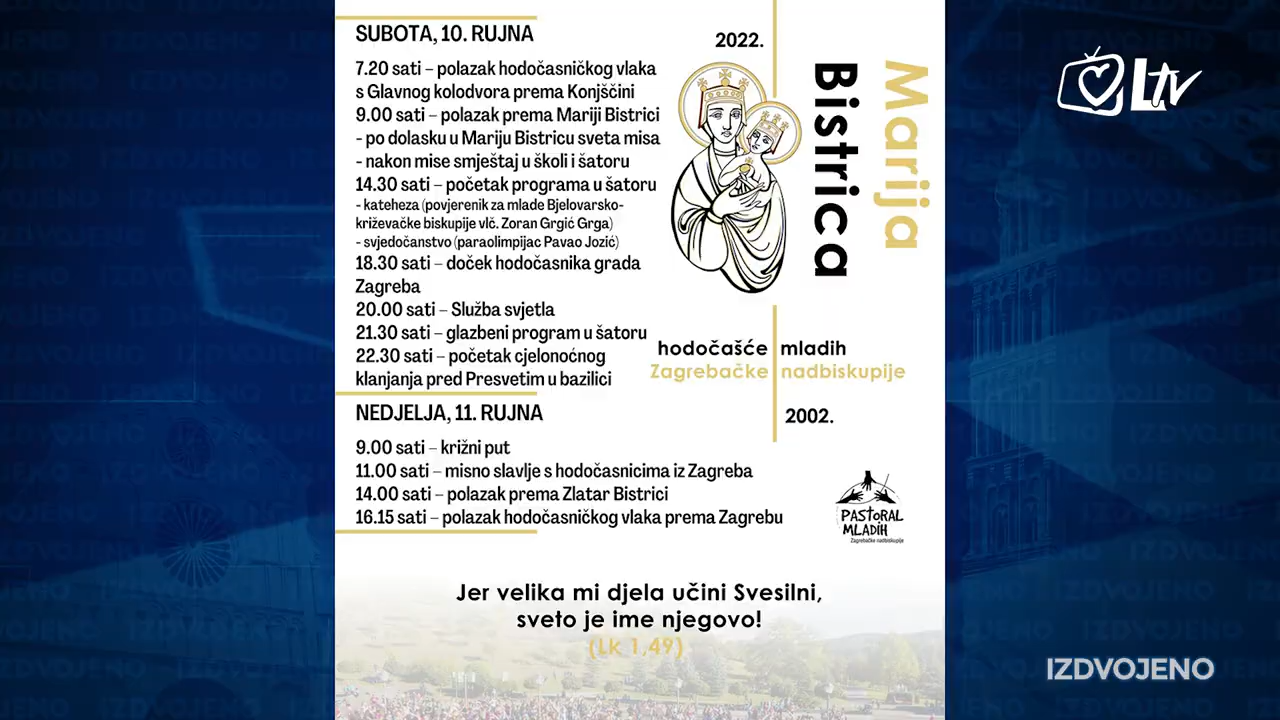 SUBOTA, 10. RUJNA
7.20 sati – polazak hodočasničkog vlaka
s Glavnog kolodvora prema Konjščini
9.00 sati – polazak prema Mariji Bistrici
- po dolasku u Mariju Bistricu sveta misa
- nakon mise smještaj u školi i šatoru
14.30 sati – početak programa u šatoru
- kateheza (povjerenik za mlade Bjelovarsko-
križevačke biskupije vlč. Zoran Grgić Grga)
- svjedočanstvo (paraolimpijac Pavao Jozić)
18.30 sati – doček hodočasnika grada
Zagreba
20.00 sati – Služba svjetla
21.30 sati – glazbeni program u šatoru
22.30 sati – početak cjelonoćnog
klanjanja pred Presvetim u bazilici
NEDJELJA, 11. RUJNA
9.00 sati – križni put
11.00 sati – misno slavlje s hodočasnicima iz Zagreba
14.00 sati – polazak prema Zlatar Bistrici
16.15 sati – polazak hodočasničkog vlaka prema Zagrebu
2022.
Marija
Bistrica
hodočašće mladih
Zagrebačke nadbiskupije
2002.
PASTORAL
MLADIH
Zagrebačke nadbiskupije
Jer velika mi djela učini Svesilni,
sveto je ime njegovo!
(Lk 1,49)
LTV
IZDVOJENO